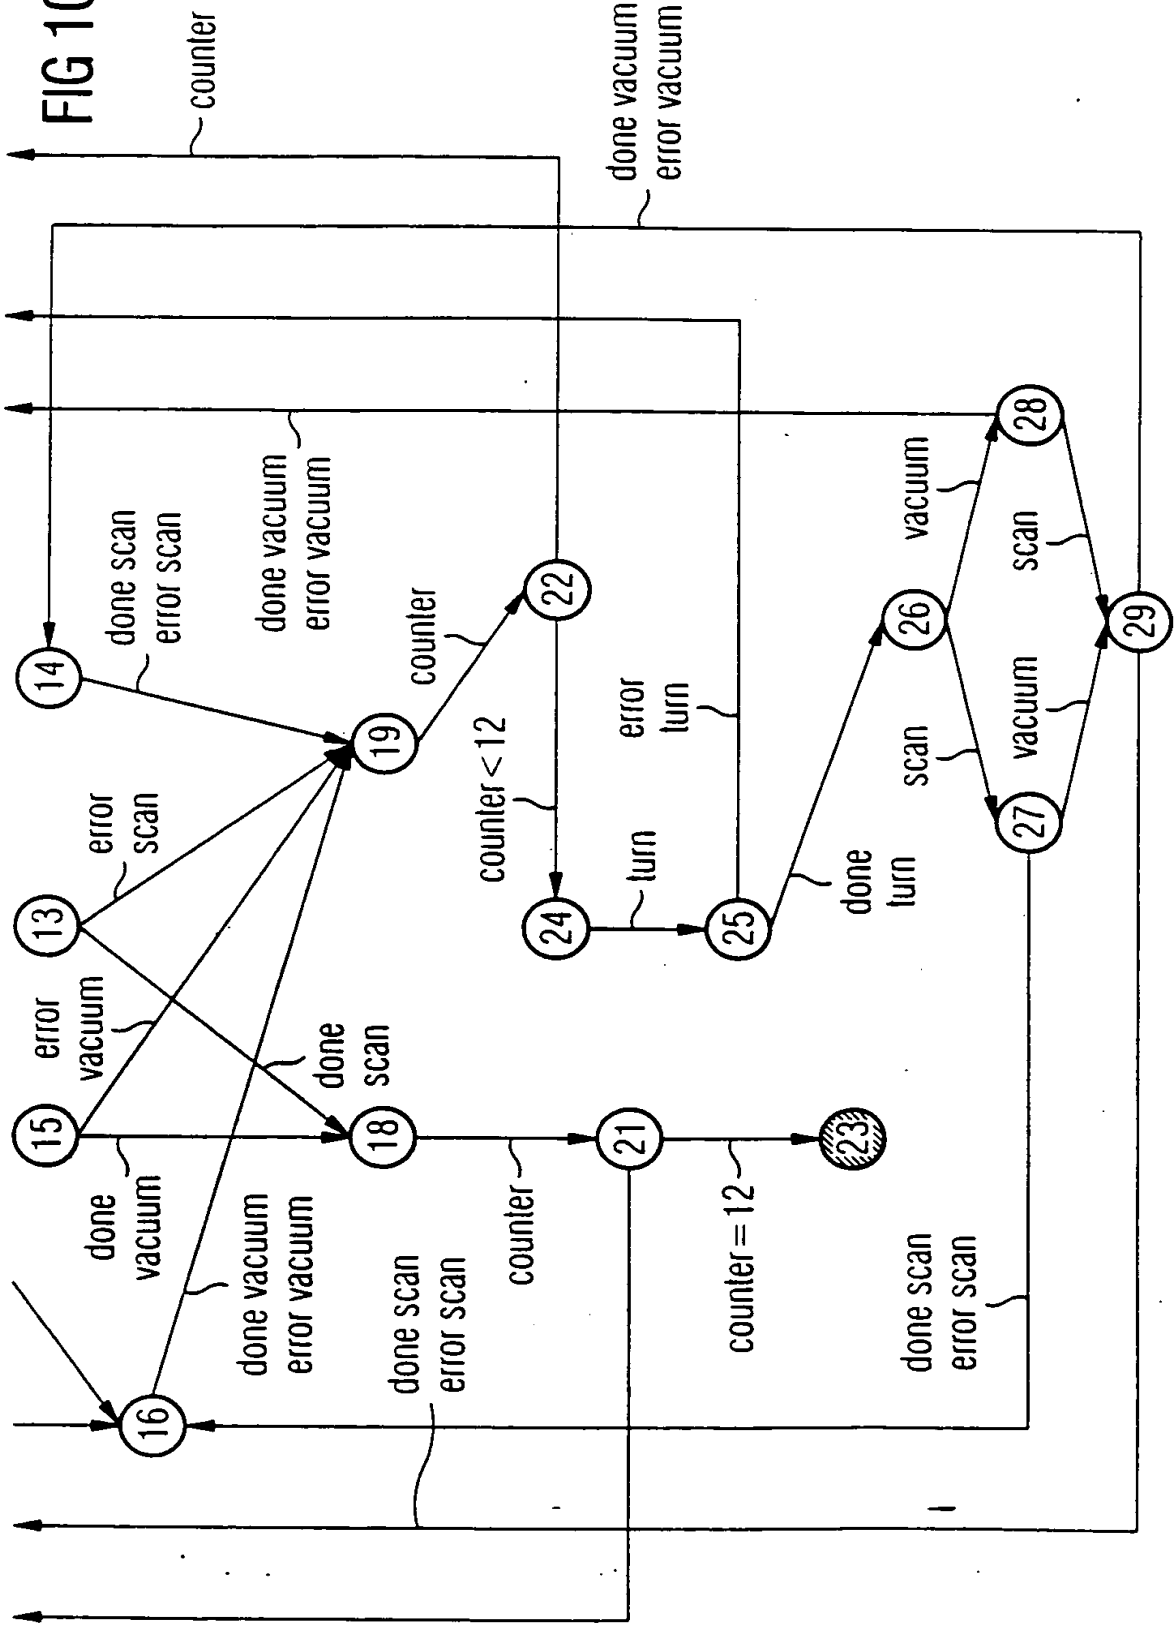 FIG 10
15
13
14
done scan
error scan
error
scan
error
vacuum
done
vacuum
16
counter
done vacuum
error vacuum
done vacuum
error vacuum
done
scan
18
19
done scan
error scan
counter
counter
counter < 12
22
24
21
turn
error
turn
done vacuum
error vacuum
25
counter = 12
23
done
turn
26
scan
vacuum
done scan
error scan
27
28
vacuum
scan
29